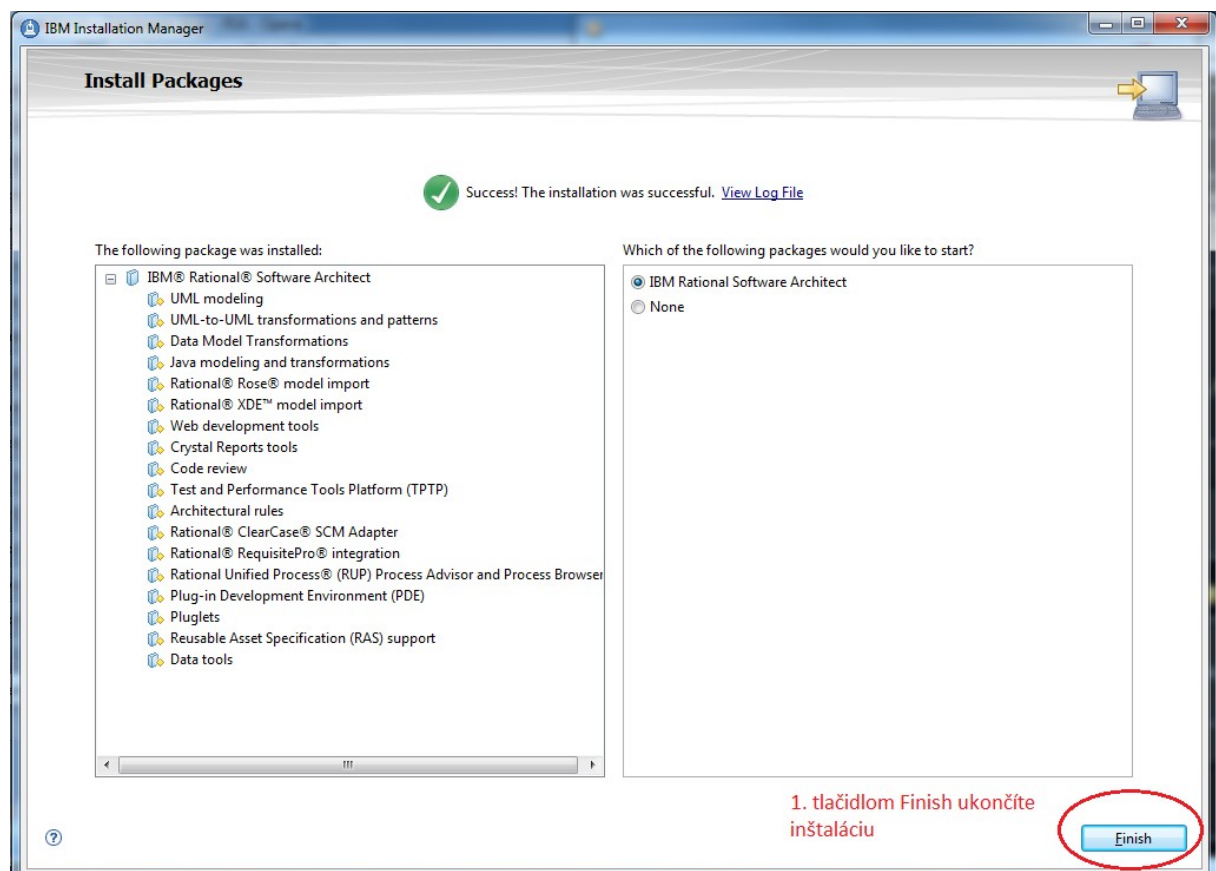 IBM Installation Manager
Install Packages
Success! The installation was successful. View Log File
The following package was installed:
IBM® Rational® Software Architect
UML modeling
UML-to-UML transformations and patterns
Data Model Transformations
Java modeling and transformations
Rational® Rose® model import
Rational® XDE™ model import
Web development tools
Crystal Reports tools
Code review
Test and Performance Tools Platform (TPTP)
Architectural rules
Rational® ClearCase® SCM Adapter
Rational® RequisitePro® integration
Rational Unified Process® (RUP) Process Advisor and Process Browser
Plug-in Development Environment (PDE)
Pluglets
Reusable Asset Specification (RAS) support
Data tools
Which of the following packages would you like to start?
IBM Rational Software Architect
None
1. tlačidlom Finish ukončíte
inštaláciu
Finish